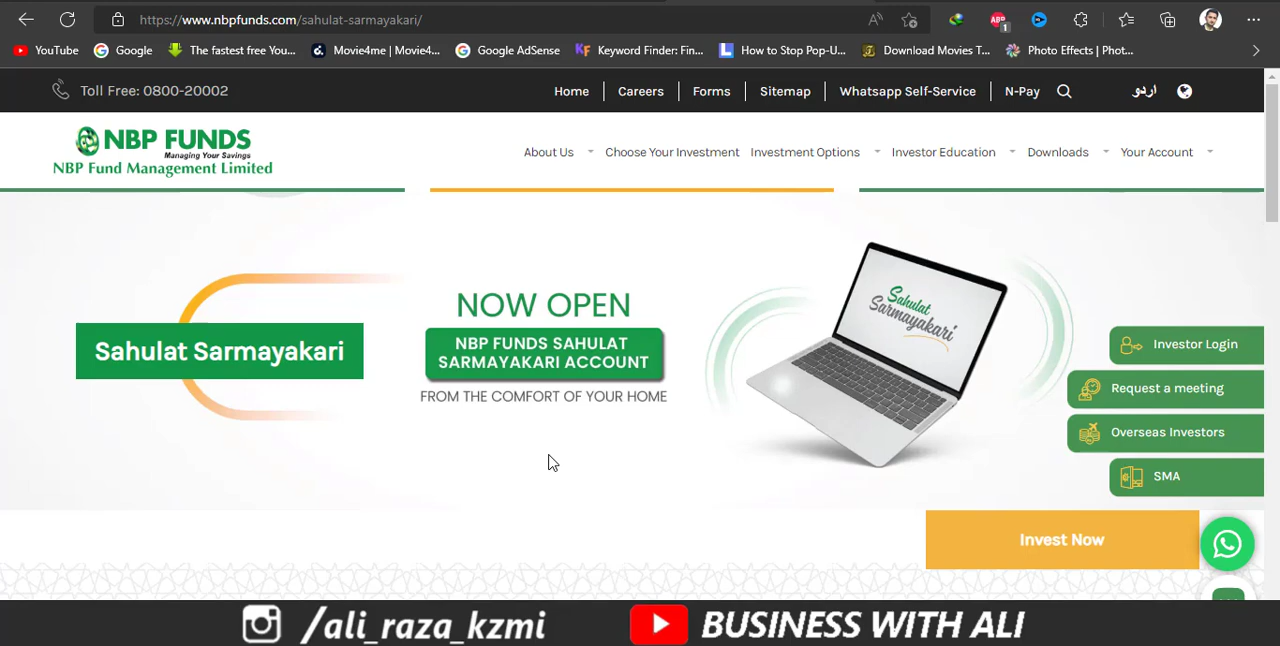 https://www.nbpfunds.com/sahulat-sarmayakari/
ABP
1
YouTube
Google
The fastest free You...
Movie4me | Movie4...
Google AdSense
KF
Keyword Finder: Fin...
L
How to Stop Pop-U...
Download Movies T...
Photo Effects | Phot...
Toll Free: 0800-20002
Home
Careers
Forms
Sitemap
Whatsapp Self-Service
N-Pay
اردو
NBP FUNDS
Managing Your Savings
NBP Fund Management Limited
About Us
Choose Your Investment
Investment Options
Investor Education
Downloads
Your Account
Sahulat Sarmayakari
NOW OPEN
NBP FUNDS SAHULAT
SARMAYAKARI ACCOUNT
FROM THE COMFORT OF YOUR HOME
Sahulat
Sarmayakari
Investor Login
Request a meeting
Overseas Investors
SMA
Invest Now
/ali_raza_kzmi
BUSINESS WITH ALI